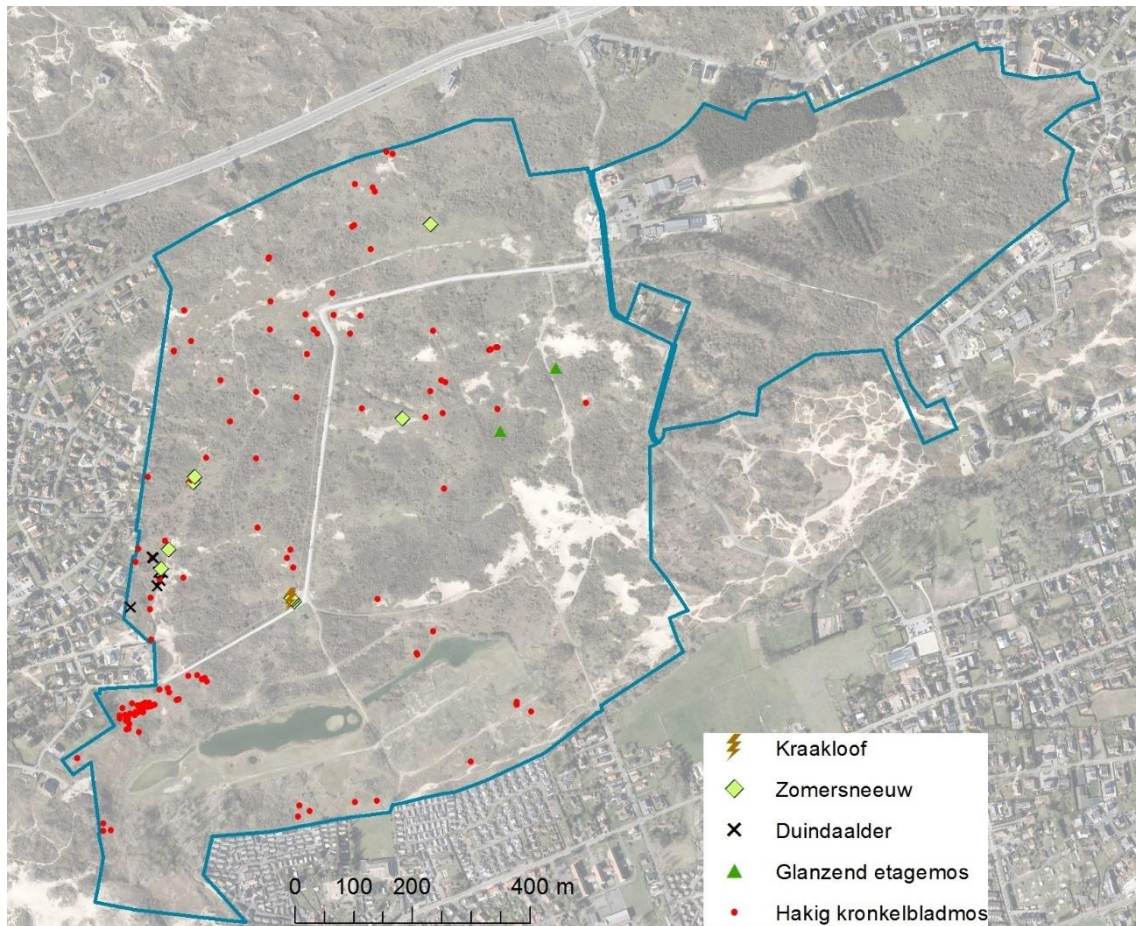 Kraakloof
Zomersneeuw
Duindaalder
Glanzend etagemos
Hakig kronkelbladmos
0 100 200 400 m